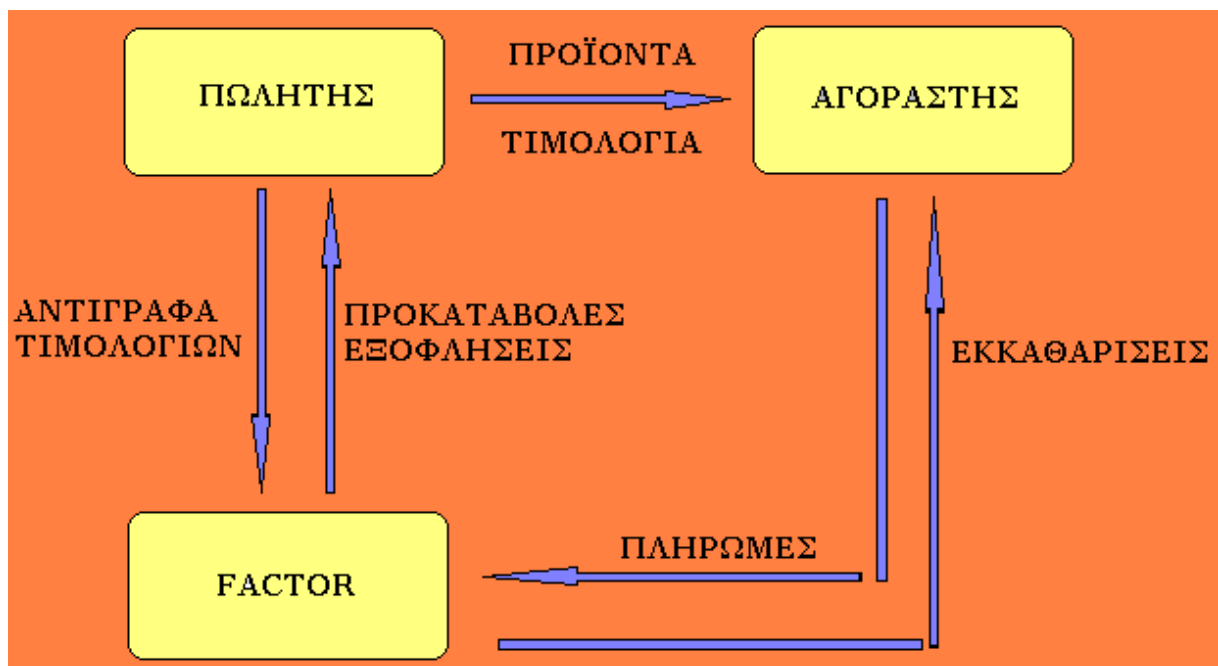 ΠΡΟΪΟΝΤΑ
ΠΩΛΗΤΗΣ
ΑΓΟΡΑΣΤΗΣ
ΤΙΜΟΛΟΓΙΑ
ΑΝΤΙΓΡΑΦΑ
ΤΙΜΟΛΟΓΙΩΝ
ΠΡΟΚΑΤΑΒΟΛΕΣ
ΕΞΟΦΛΗΣΕΙΣ
ΕΚΚΑΘΑΡΙΣΕΙΣ
ΠΛΗΡΩΜΕΣ
FACTOR